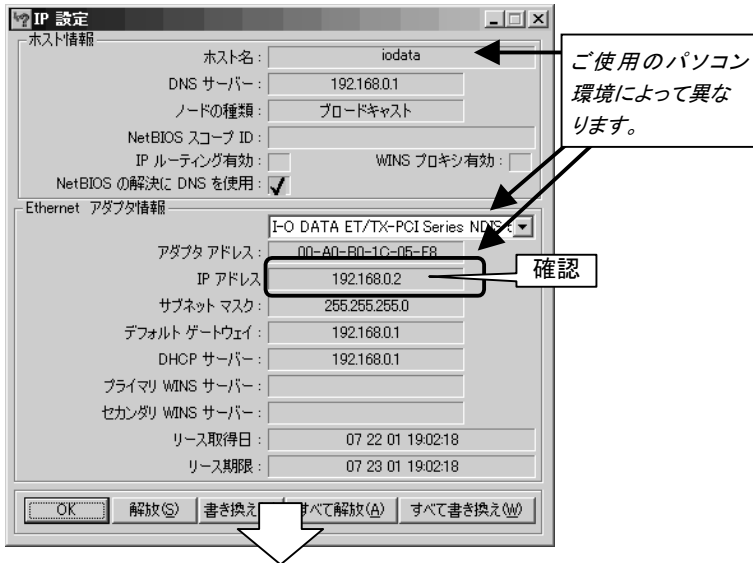 IP 設定
ホスト情報
ホスト名： iodata
DNS サーバー： 192.168.0.1
ノードの種類： ブロードキャスト
NetBIOS スコープ ID：
IP ルーティング有効： WINS プロキシ有効：
NetBIOS の解決に DNS を使用：
ご使用のパソコン
環境によって異な
ります。
Ethernet アダプタ情報
I-O DATA ET/TX-PCI Series NDIS
アダプタ アドレス： 00-A0-B0-1C-05-F8
IP アドレス 192.168.0.2
確認
サブネット マスク： 255.255.255.0
デフォルト ゲートウェイ： 192.168.0.1
DHCP サーバー： 192.168.0.1
プライマリ WINS サーバー：
セカンダリ WINS サーバー：
リース取得日： 07 22 01 19:02:18
リース期限： 07 23 01 19:02:18
OK 解放(S) 書き換え すべて解放(A) すべて書き換え(W)